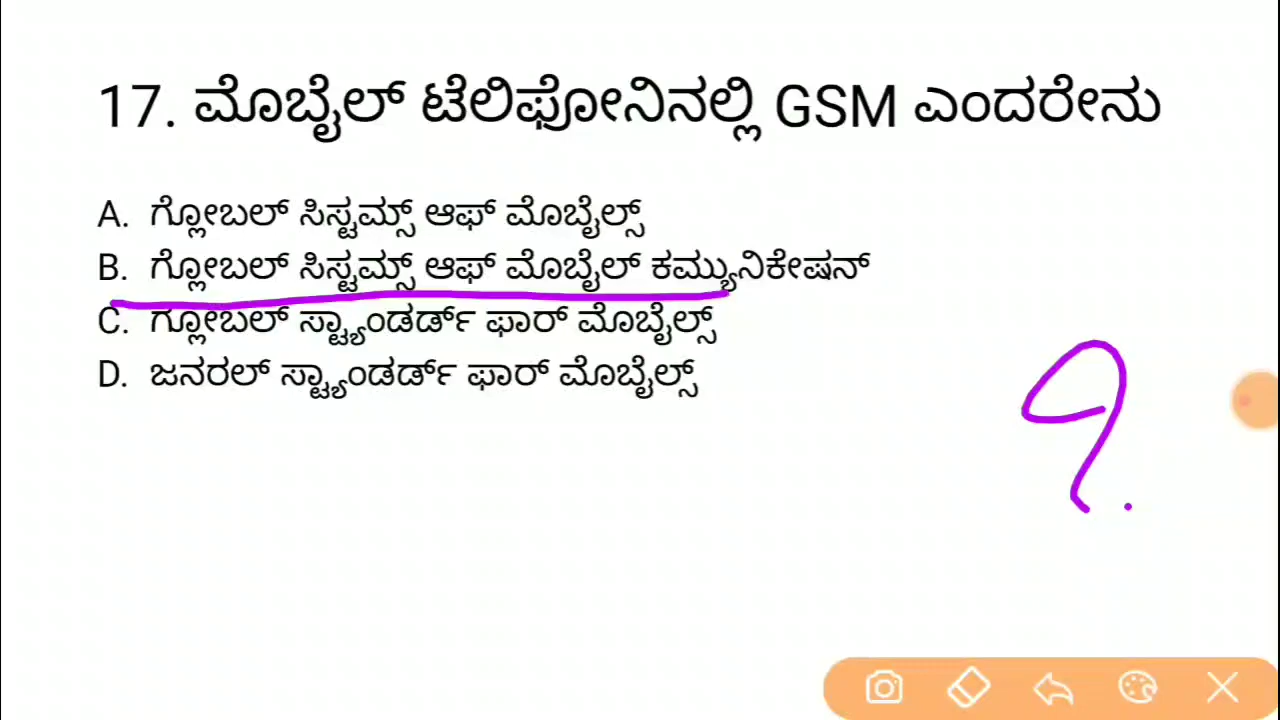 17. ಮೊಬೈಲ್ ಟೆಲಿಫೋನಿನಲ್ಲಿ GSM ಎಂದರೇನು
A. ಗ್ಲೋಬಲ್ ಸಿಸ್ಟಮ್ಸ್ ಆಫ್ ಮೊಬೈಲ್ಸ್
B. ಗ್ಲೋಬಲ್ ಸಿಸ್ಟಮ್ಸ್ ಆಫ್ ಮೊಬೈಲ್ ಕಮ್ಯುನಿಕೇಷನ್
C. ಗ್ಲೋಬಲ್ ಸ್ಟ್ಯಾಂಡರ್ಡ್ ಫಾರ್ ಮೊಬೈಲ್ಸ್
D. ಜನರಲ್ ಸ್ಟ್ಯಾಂಡರ್ಡ್ ಫಾರ್ ಮೊಬೈಲ್ಸ್